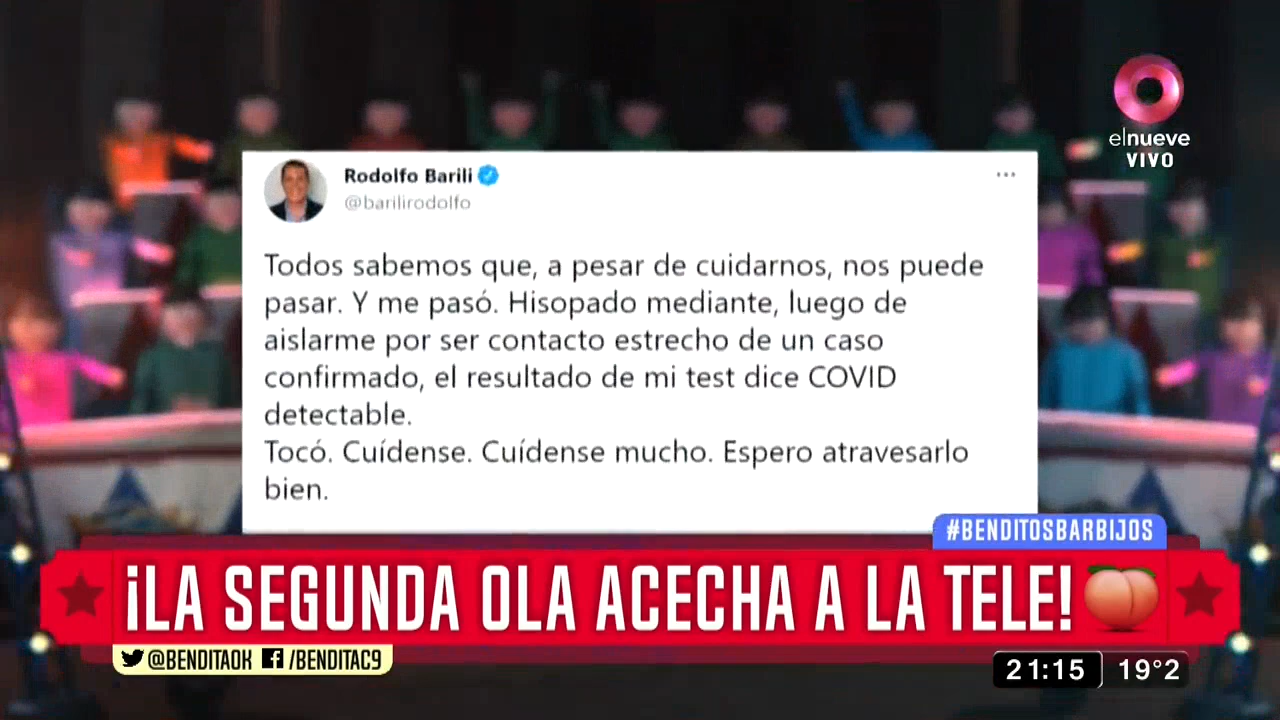 elnueve
VIVO
Rodolfo Barili
@barilirodolfo
Todos sabemos que, a pesar de cuidarnos, nos puede
pasar. Y me pasó. Hisopado mediante, luego de
aislarme por ser contacto estrecho de un caso
confirmado, el resultado de mi test dice COVID
detectable.
Tocó. Cuídense. Cuídense mucho. Espero atravesarlo
bien.
#BENDITOSBARBIJOS
¡LA SEGUNDA OLA ACECHA A LA TELE!
@BENDITAOK /BENDITAC9
21:15 19°2